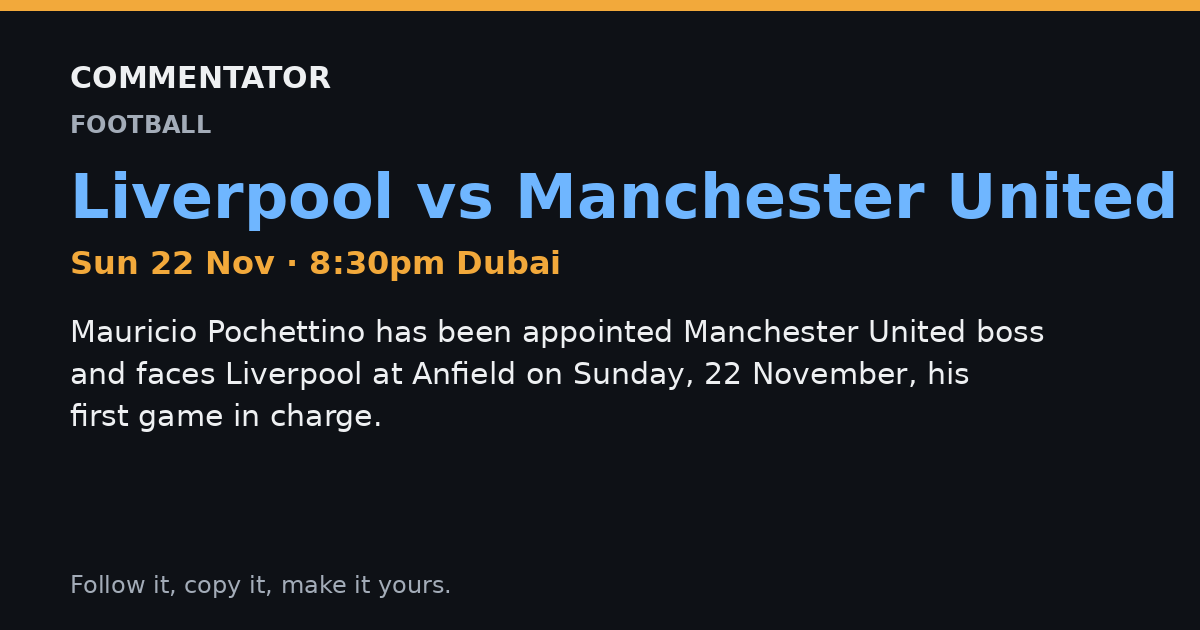 COMMENTATOR
FOOTBALL
Liverpool vs Manchester United
Sun 22 Nov · 8:30pm Dubai
Mauricio Pochettino has been appointed Manchester United boss
and faces Liverpool at Anfield on Sunday, 22 November, his
first game in charge.
Follow it, copy it, make it yours.